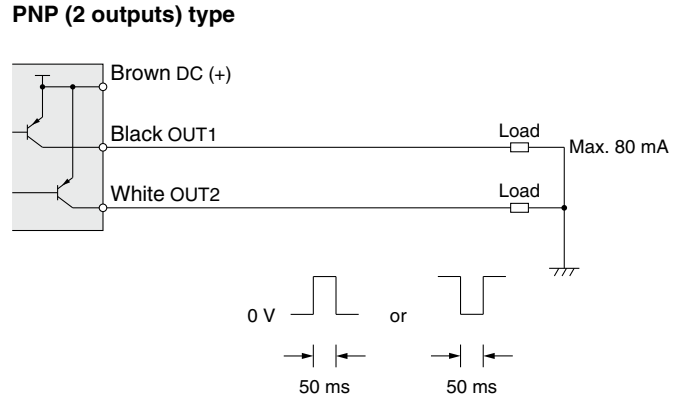 PNP (2 outputs) type
Brown DC (+)
Black OUT1
Load
Max. 80 mA
White OUT2
Load
0 V
or
50 ms
50 ms